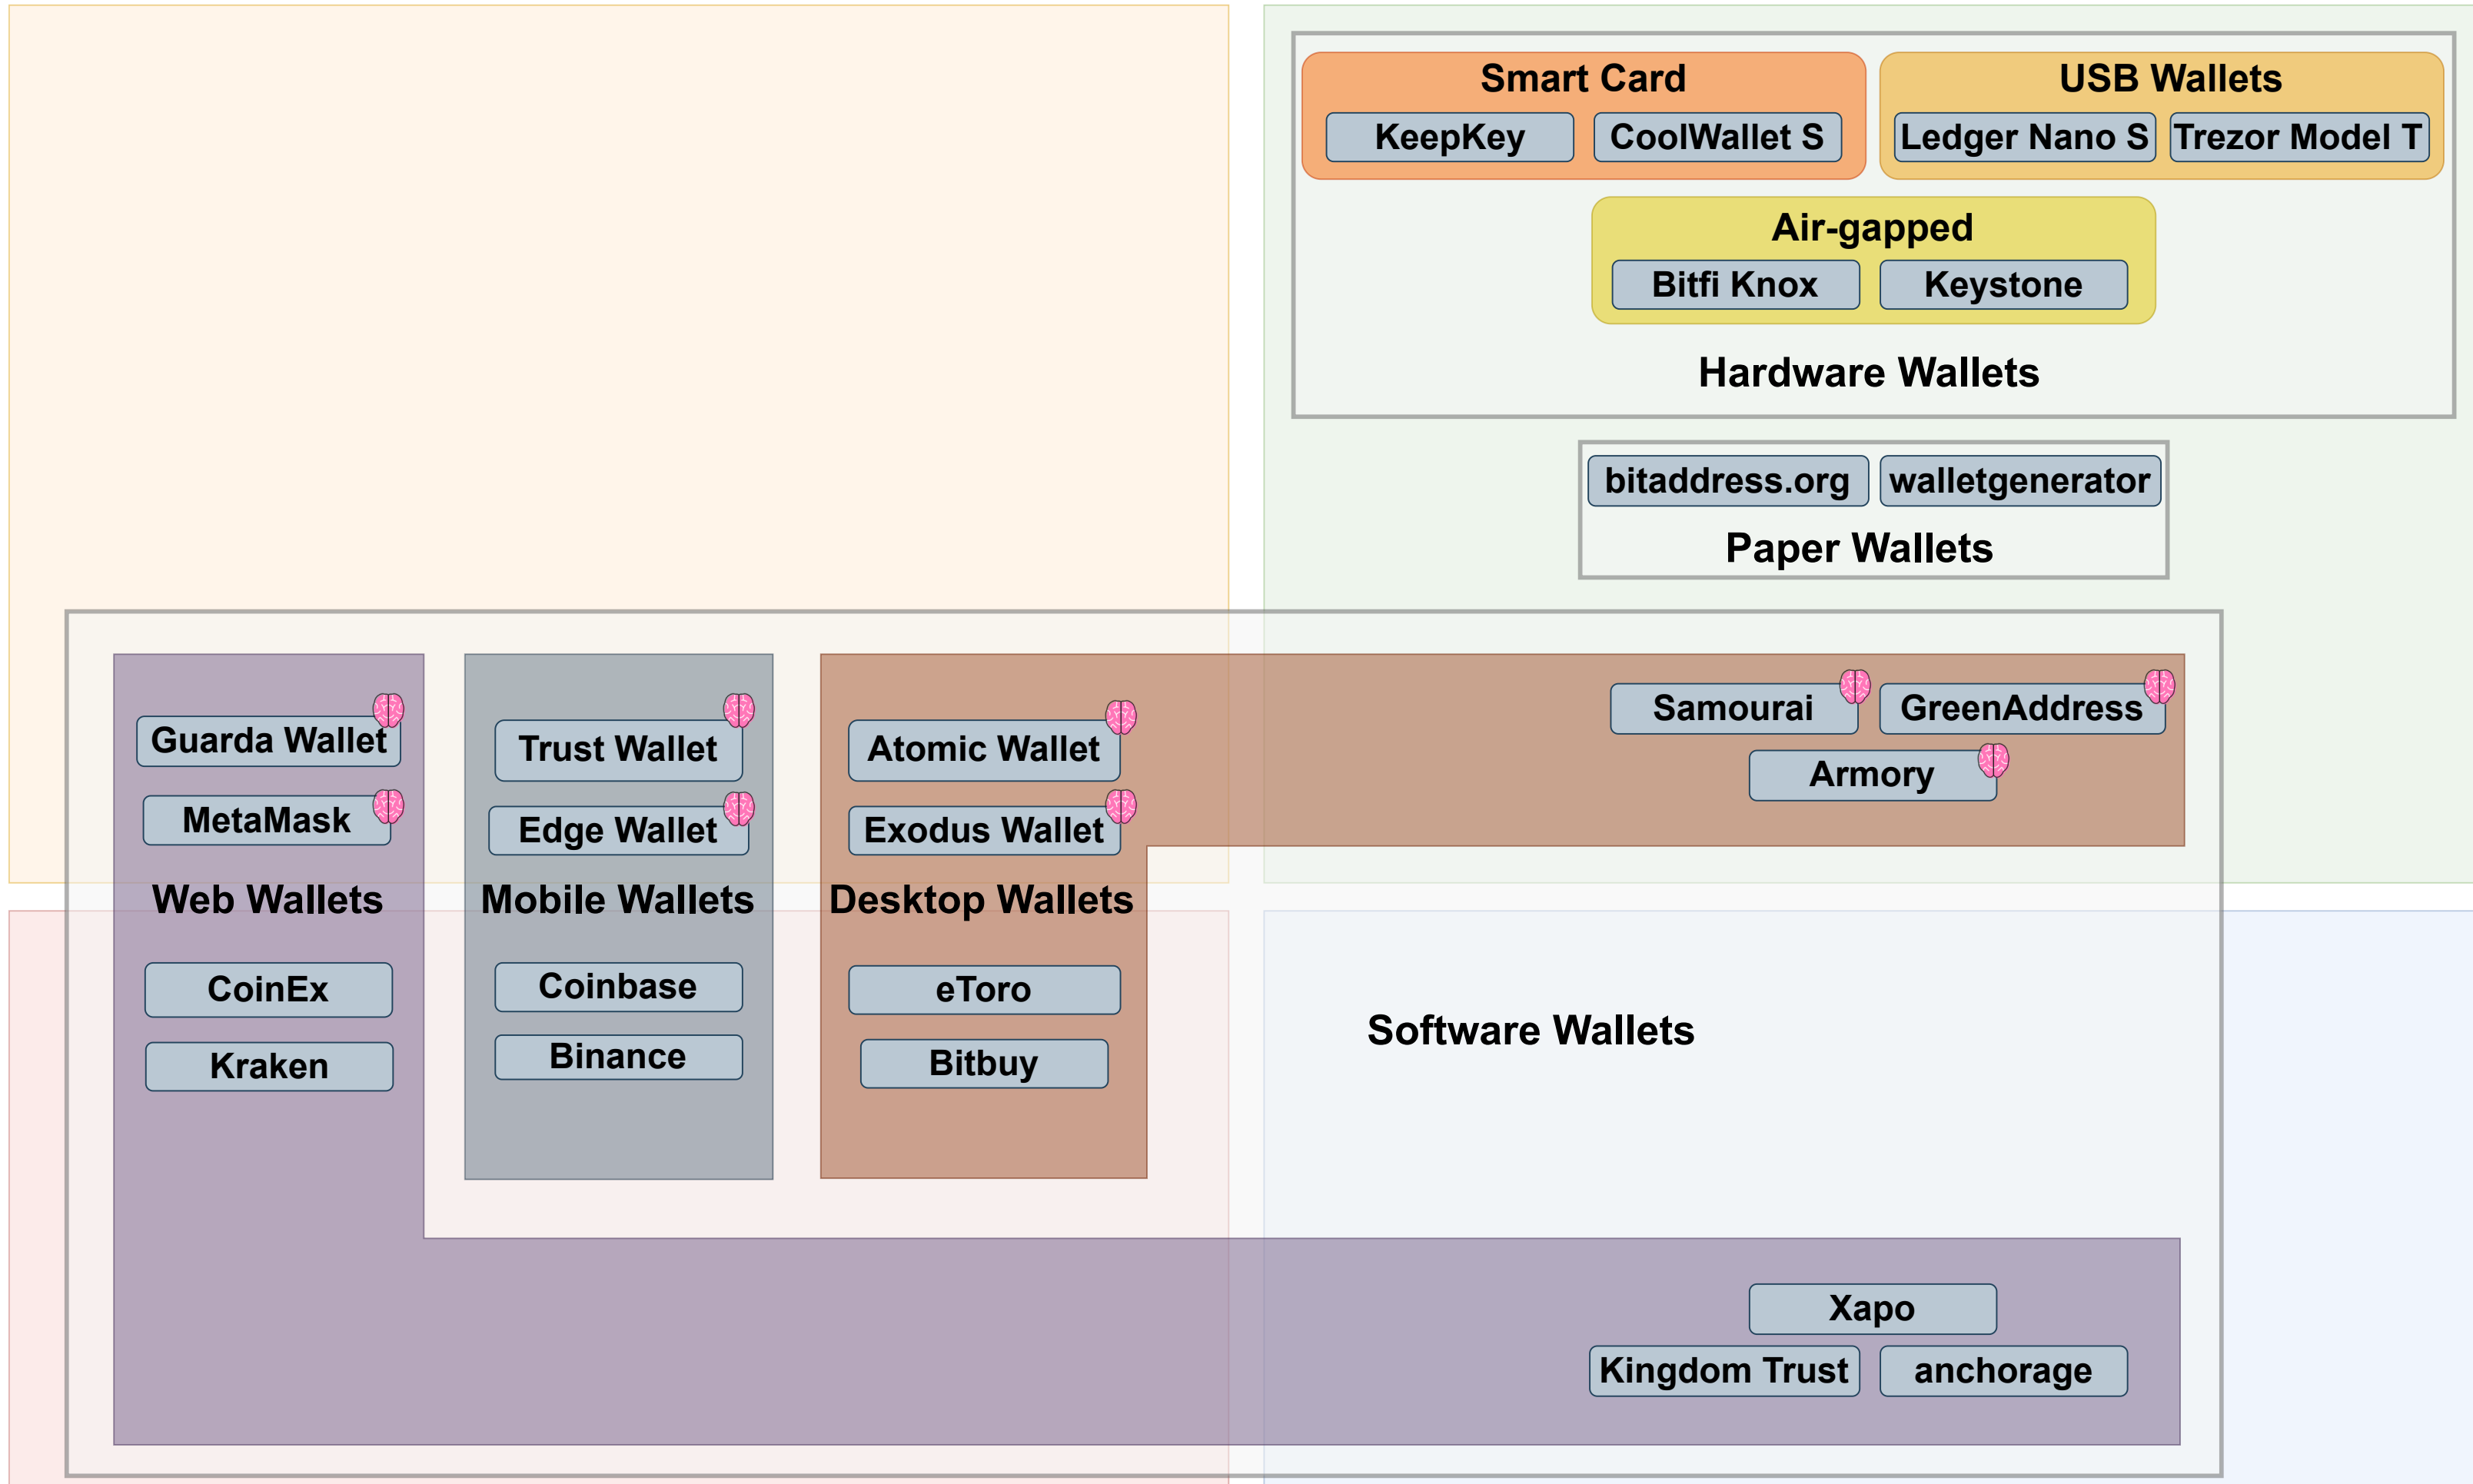 Smart Card
KeepKey
CoolWallet S
USB Wallets
Ledger Nano S
Trezor Model T
Air-gapped
Bitfi Knox
Keystone
Hardware Wallets
bitaddress.org
walletgenerator
Paper Wallets
Guarda Wallet
MetaMask
Web Wallets
CoinEx
Kraken
Trust Wallet
Edge Wallet
Mobile Wallets
Coinbase
Binance
Atomic Wallet
Exodus Wallet
Desktop Wallets
eToro
Bitbuy
Samourai
GreenAddress
Armory
Software Wallets
Xapo
Kingdom Trust
anchorage